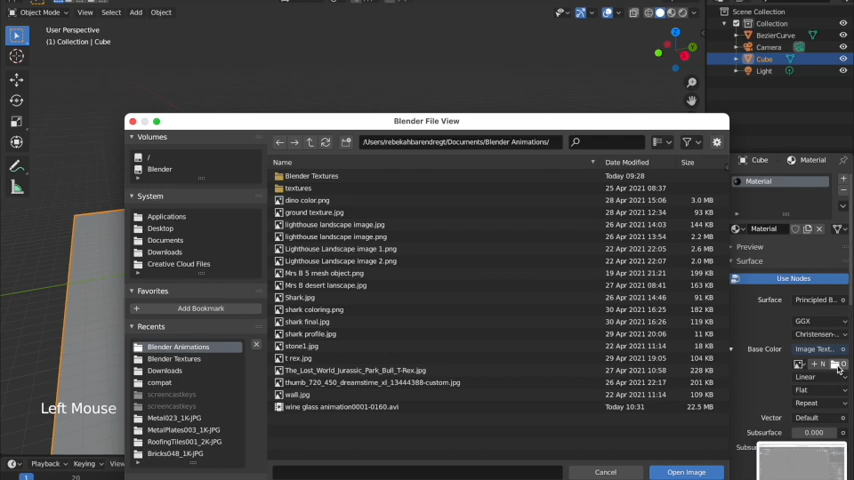 Object Mode View Select Add Object
User Perspective
(1) Collection | Cube
Z
Y
X
Scene Collection
Collection
BezierCurve
Camera
Cube
Light
Blender File View
Volumes
/
Blender
System
Applications
Desktop
Documents
Downloads
Creative Cloud Files
Favorites
+ Add Bookmark
Recents
Blender Animations
Blender Textures
Downloads
compat
screencastkeys
screencastkeys
Metal023_1K-JPG
MetalPlates003_1K-JPG
RoofingTiles001_2K-JPG
Bricks048_1K-JPG
/Users/rebekahbarendregt/Documents/Blender Animations/
Name Date Modified Size
Blender Textures Today 09:28
textures 25 Apr 2021 08:37
dino color.png 28 Apr 2021 15:06 3.0 MB
ground texture.jpg 28 Apr 2021 12:34 93 KB
lighthouse landscape image.jpg 26 Apr 2021 14:03 144 KB
lighthouse landscape image.png 26 Apr 2021 13:54 2.2 MB
Lighthouse Landscape image 1.png 22 Apr 2021 22:05 2.6 MB
Lighthouse Landscape image 2.png 22 Apr 2021 22:07 2.0 MB
Mrs B 5 mesh object.png 19 Apr 2021 21:21 199 KB
Mrs B desert lanscape.jpg 27 Apr 2021 08:41 163 KB
Shark.jpg 26 Apr 2021 14:46 91 KB
shark coloring.png 30 Apr 2021 16:25 182 KB
shark final.jpg 30 Apr 2021 16:26 119 KB
shark profile.jpg 29 Apr 2021 20:06 11 KB
stone1.jpg 22 Apr 2021 11:14 18 KB
t rex.jpg 29 Apr 2021 19:05 104 KB
The_Lost_World_Jurassic_Park_Bull_T-Rex.jpg 27 Apr 2021 10:58 228 KB
thumb_720_450_dreamstime_xl_13444388-custom.jpg 26 Apr 2021 22:17 201 KB
wall.jpg 22 Apr 2021 11:14 109 KB
wine glass animation0001-0160.avi Today 10:31 22.5 MB
Cancel Open Image
Cube Material
Material
Material
Preview
Surface
Use Nodes
Surface Principled B...
GGX
Christensen-...
Base Color Image Text...
+ N O
Linear
Flat
Repeat
Vector Default
Subsurface 0.000
Left Mouse
Playback Keying View
1 20